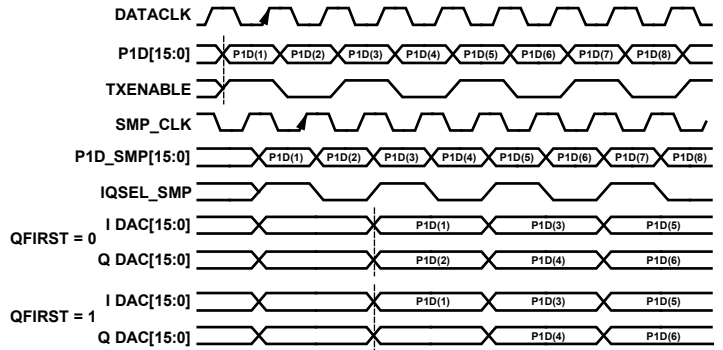 DATACLK
P1D[15:0] P1D(1) P1D(2) P1D(3) P1D(4) P1D(5) P1D(6) P1D(7) P1D(8)
TXENABLE
SMP_CLK
P1D_SMP[15:0] P1D(1) P1D(2) P1D(3) P1D(4) P1D(5) P1D(6) P1D(7) P1D(8)
IQSEL_SMP
QFIRST = 0
I DAC[15:0] P1D(1) P1D(3) P1D(5)
Q DAC[15:0] P1D(2) P1D(4) P1D(6)
QFIRST = 1
I DAC[15:0] P1D(1) P1D(3) P1D(5)
Q DAC[15:0] P1D(4) P1D(6)